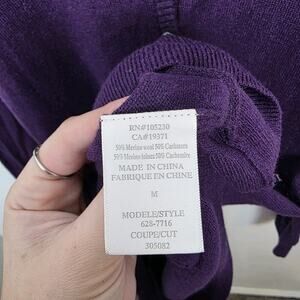 RN#105230
CA#19371
50% Merino wool 50% Cashmere
50% Merino laine 50% Cachemire
MADE IN CHINA
FABRIQUE EN CHINE
M
MODELE/STYLE
628-7716
COUPE/CUT
305082